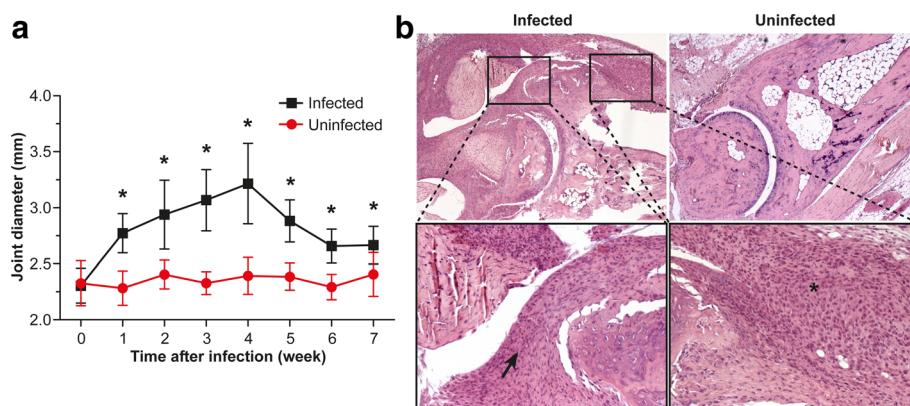 a
Joint diameter (mm)
4.0
3.5
3.0
2.5
2.0
Infected
Uninfected
*
*
*
*
*
*
*
0 1 2 3 4 5 6 7
Time after infection (week)
b
Infected Uninfected
*